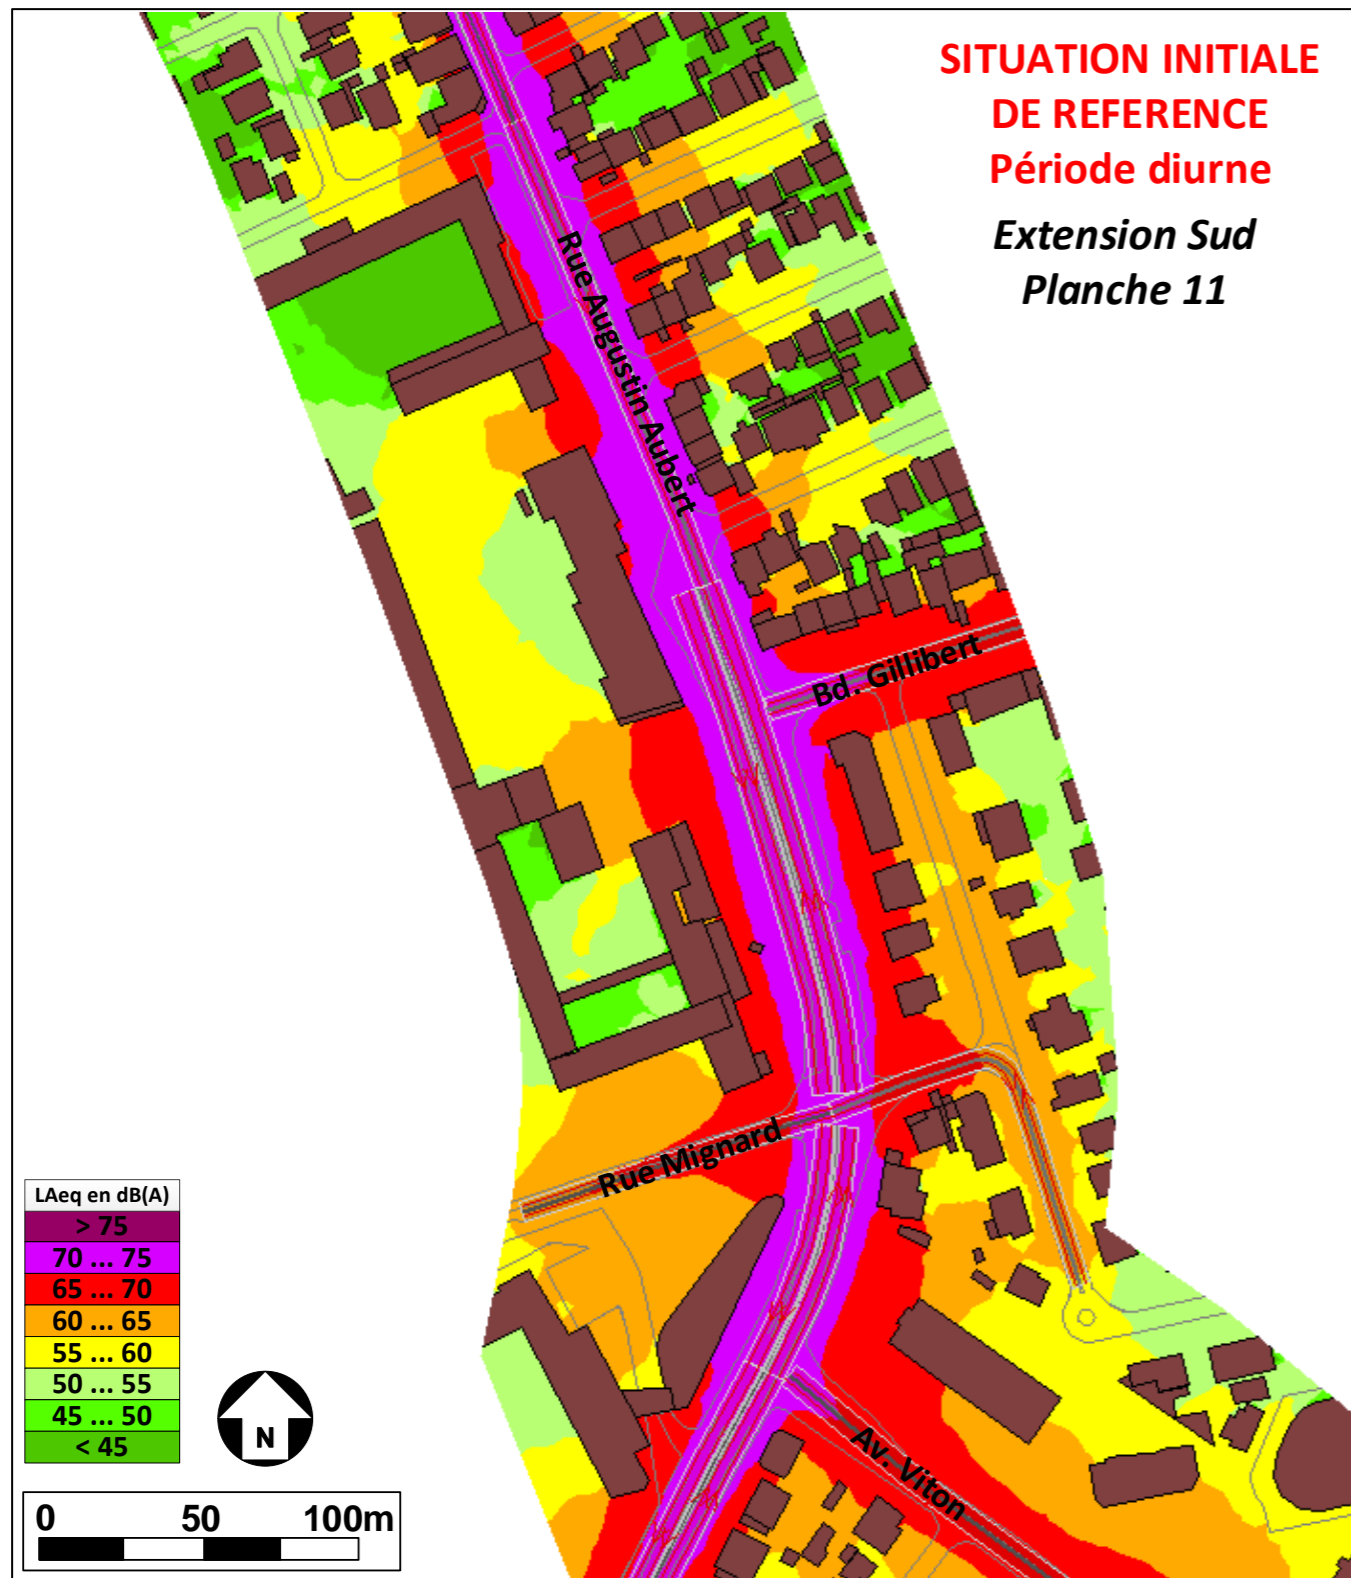 SITUATION INITIALE
DE REFERENCE
Période diurne
Extension Sud
Planche 11
Rue Augustin Aubert
Bd. Gillibert
Rue Mignard
Av. Viton
LAeq en dB(A)
> 75
70 ... 75
65 ... 70
60 ... 65
55 ... 60
50 ... 55
45 ... 50
< 45
N
0 50 100m